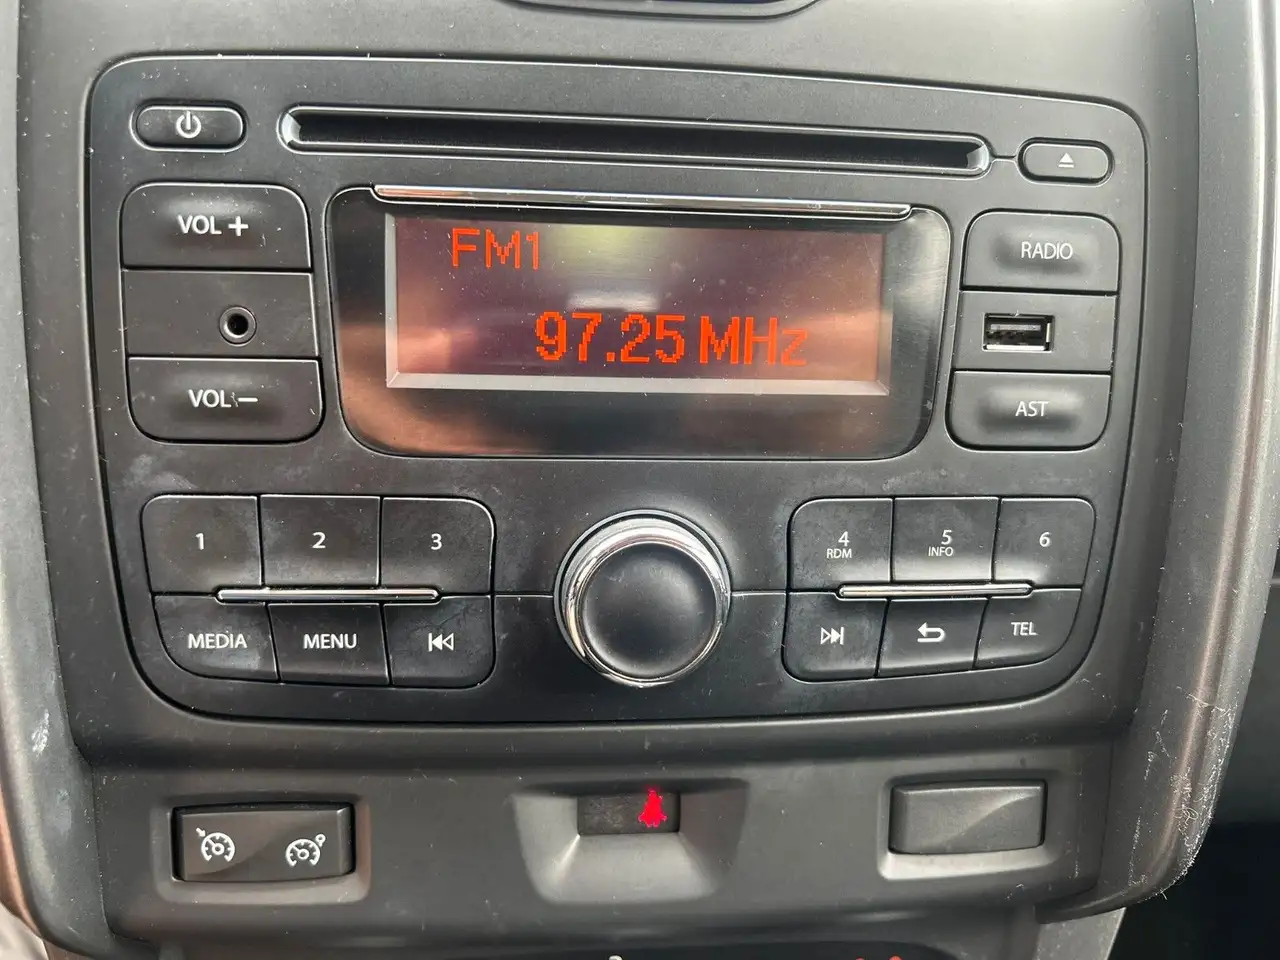 VOL +
RADIO
FM1
97.25 MHz
VOL -
AST
1
2
3
4
RDM
5
INFO
6
MEDIA
MENU
TEL